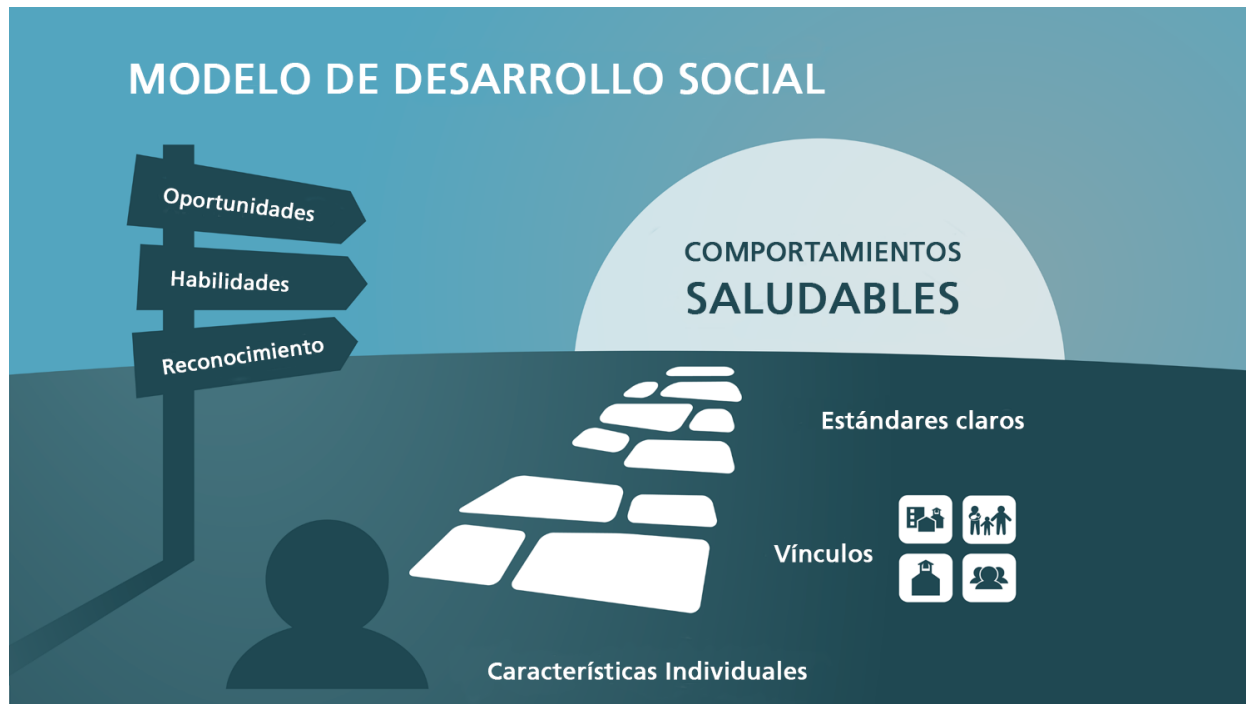 MODELO DE DESARROLLO SOCIAL
Oportunidades
Habilidades
Reconocimiento
COMPORTAMIENTOS
SALUDABLES
Estándares claros
Vínculos
Características Individuales